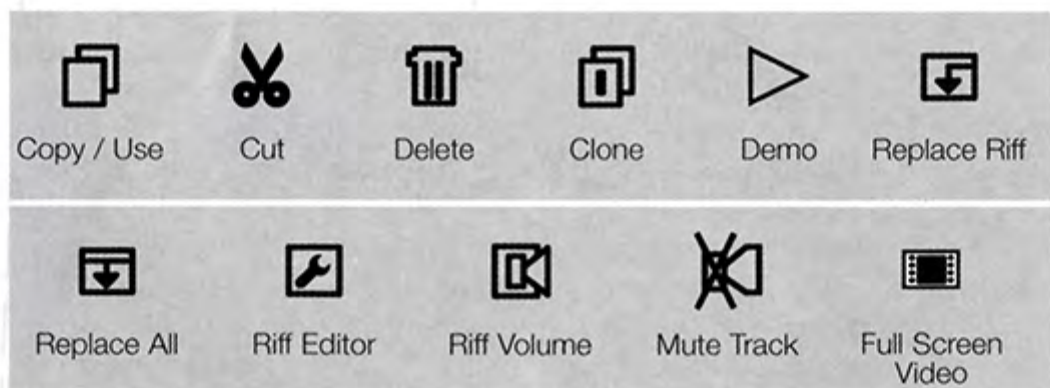 Copy / Use Cut Delete Clone Demo Replace Riff
Replace All Riff Editor Riff Volume Mute Track Full Screen
Video